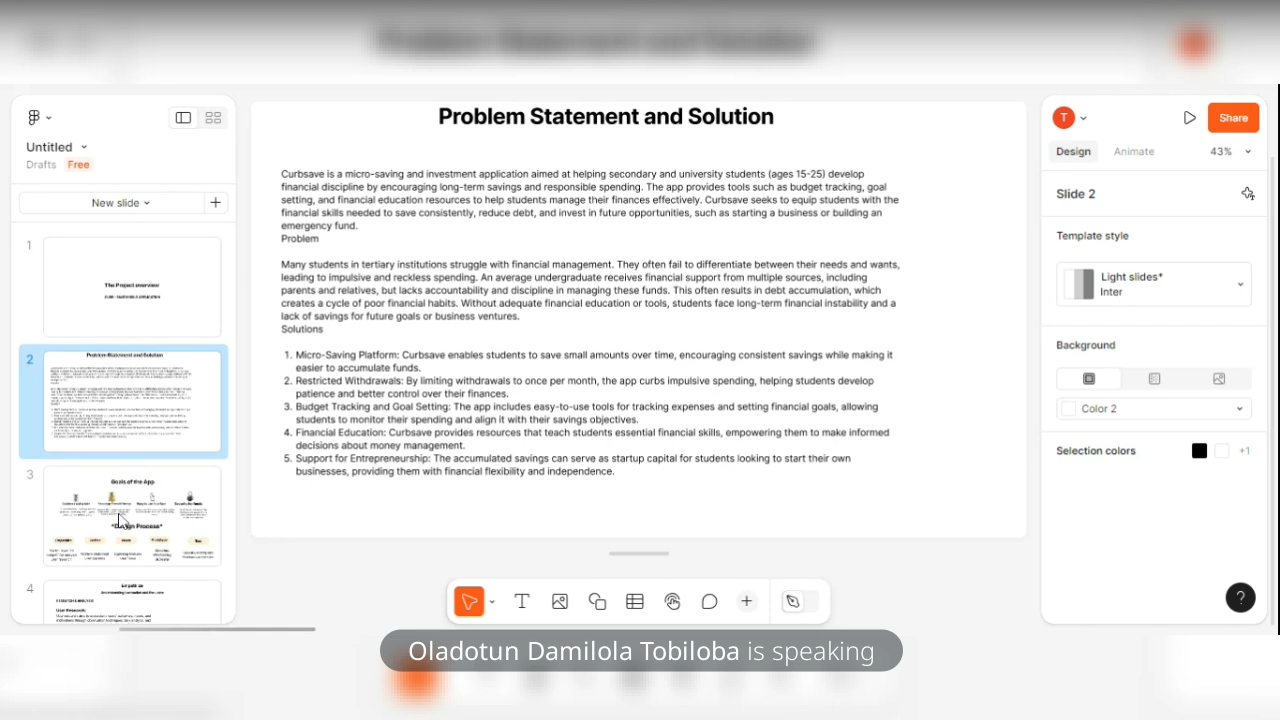 Problem Statement and Solution
Untitled
Drafts Free
New slide
1
The Project overview
2
Problem Statement and Solution
3
Goals of the App
*Design Process*
4
Empathize
Curbsave is a micro-saving and investment application aimed at helping secondary and university students (ages 15-25) develop
financial discipline by encouraging long-term savings and responsible spending. The app provides tools such as budget tracking, goal
setting, and financial education resources to help students manage their finances effectively. Curbsave seeks to equip students with the
financial skills needed to save consistently, reduce debt, and invest in future opportunities, such as starting a business or building an
emergency fund.
Problem
Many students in tertiary institutions struggle with financial management. They often fail to differentiate between their needs and wants,
leading to impulsive and reckless spending. An average undergraduate receives financial support from multiple sources, including
parents and relatives, but lacks accountability and discipline in managing these funds. This often results in debt accumulation, which
creates a cycle of poor financial habits. Without adequate financial education or tools, students face long-term financial instability and a
lack of savings for future goals or business ventures.
Solutions
1. Micro-Saving Platform: Curbsave enables students to save small amounts over time, encouraging consistent savings while making it
easier to accumulate funds.
2. Restricted Withdrawals: By limiting withdrawals to once per month, the app curbs impulsive spending, helping students develop
patience and better control over their finances.
3. Budget Tracking and Goal Setting: The app includes easy-to-use tools for tracking expenses and setting financial goals, allowing
students to monitor their spending and align it with their savings objectives.
4. Financial Education: Curbsave provides resources that teach students essential financial skills, empowering them to make informed
decisions about money management.
5. Support for Entrepreneurship: The accumulated savings can serve as startup capital for students looking to start their own
businesses, providing them with financial flexibility and independence.
T
Share
Design Animate 43%
Slide 2
Template style
Light slides*
Inter
Background
Color 2
Selection colors +1
?
Oladotun Damilola Tobiloba is speaking